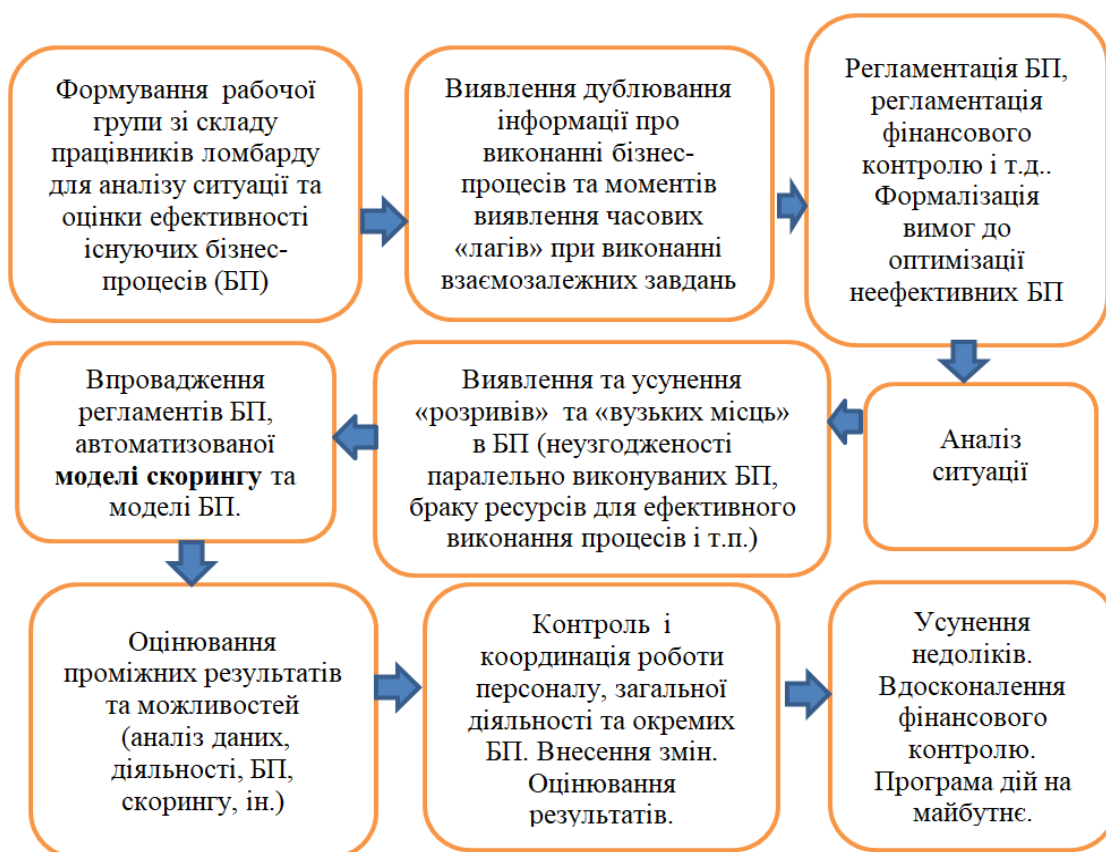 Формування рабочої
групи зі складу
працівників ломбарду
для аналізу ситуації та
оцінки ефективності
існуючих бізнес-
процесів (БП)
Виявлення дублювання
інформації про
виконанні бізнес-
процесів та моментів
виявлення часових
«лагів» при виконанні
взаємозалежних завдань
Регламентація БП,
регламентація
фінансового
контролю і т.д..
Формалізація
вимог до
оптимізації
неефективних БП
Аналіз
ситуації
Виявлення та усунення
«розривів» та «вузьких місць»
в БП (неузгодженості
паралельно виконуваних БП,
браку ресурсів для ефективного
виконання процесів і т.п.)
Впровадження
регламентів БП,
автоматизованої
моделі скорингу та
моделі БП.
Оцінювання
проміжних результатів
та можливостей
(аналіз даних,
діяльності, БП,
скорингу, ін.)
Контроль і
координація роботи
персоналу, загальної
діяльності та окремих
БП. Внесення змін.
Оцінювання
результатів.
Усунення
недоліків.
Вдосконалення
фінансового
контролю.
Програма дій на
майбутнє.